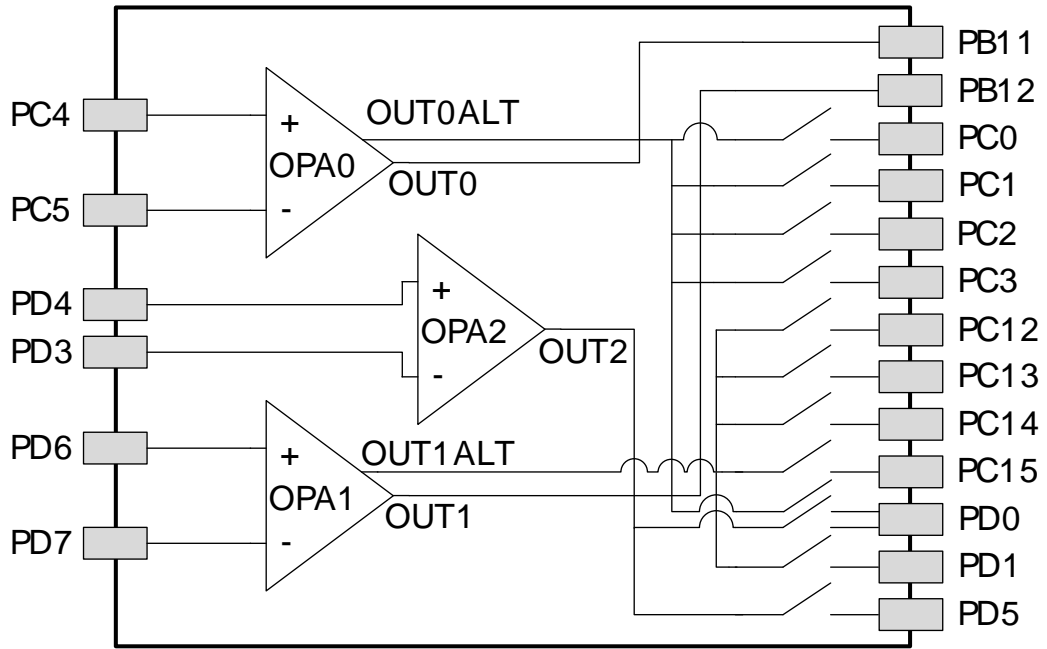 PB11
PB12
PC4
+
OUT0ALT
PC0
OPA0
OUT0
PC1
PC5
-
PC2
PC3
PD4
+
OPA2
PC12
PD3
OUT2
-
PC13
PC14
PD6
+
OUT1ALT
PC15
OPA1
OUT1
PD0
PD7
-
PD1
PD5